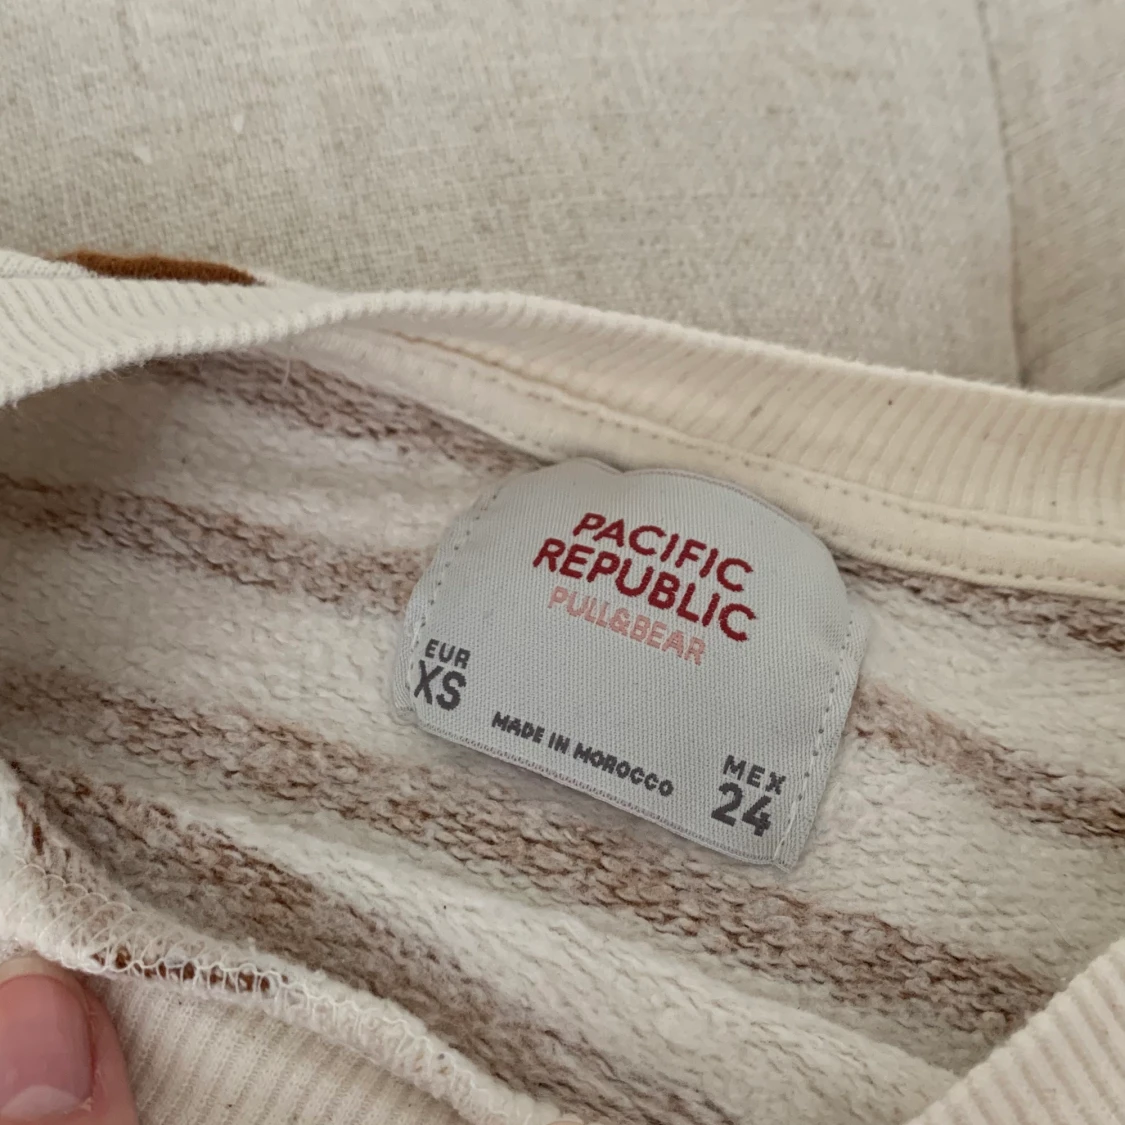 PACIFIC
REPUBLIC
PULL&BEAR
EUR
XS
MADE IN MOROCCO
MEX
24